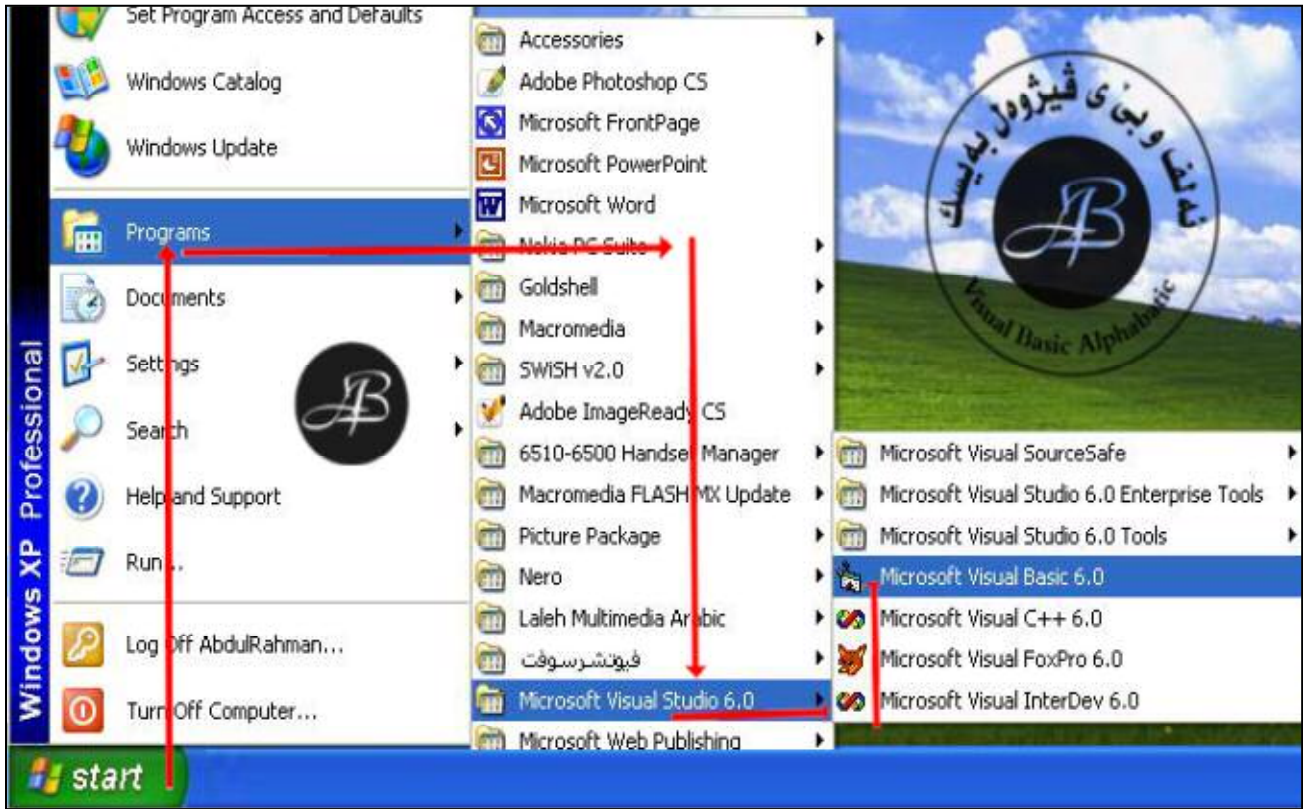 Set Program Access and Defaults
Windows Catalog
Windows Update
Programs
Documents
Settings
Search
Help and Support
Run...
Log Off AbdulRahman...
Turn Off Computer...
Windows XP Professional
start
Accessories
Adobe Photoshop CS
Microsoft FrontPage
Microsoft PowerPoint
Microsoft Word
Nokia PC Suite
Goldshell
Macromedia
SWiSH v2.0
Adobe ImageReady CS
6510-6500 Handset Manager
Macromedia FLASH MX Update
Picture Package
Nero
Laleh Multimedia Arabic
فيوتشرسوفت
Microsoft Visual Studio 6.0
Microsoft Web Publishing
Microsoft Visual SourceSafe
Microsoft Visual Studio 6.0 Enterprise Tools
Microsoft Visual Studio 6.0 Tools
Microsoft Visual Basic 6.0
Microsoft Visual C++ 6.0
Microsoft Visual FoxPro 6.0
Microsoft Visual InterDev 6.0
ئەلف و بێ ی ڤیژوەل بەیسك
Visual Basic Alphabatic